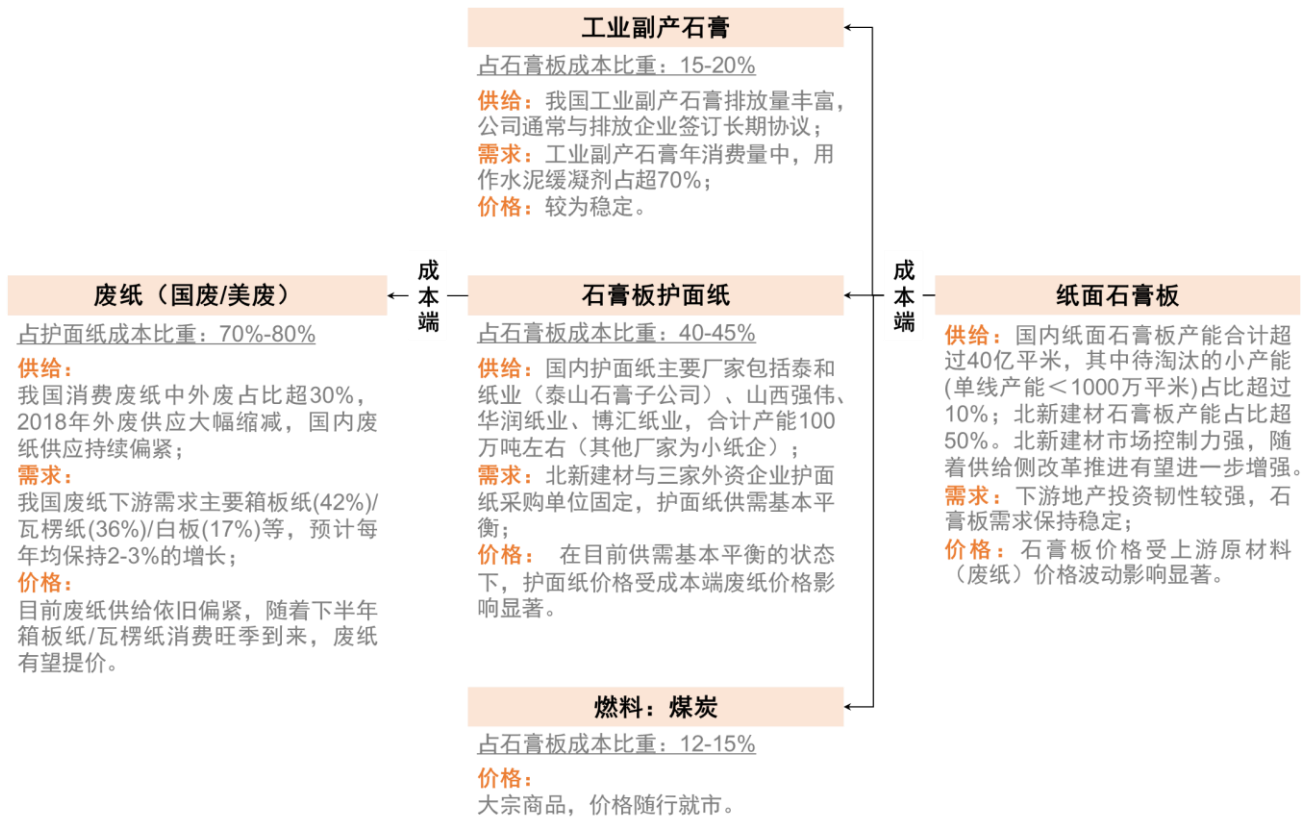 工业副产石膏
占石膏板成本比重：15-20%
供给：我国工业副产石膏排放量丰富，
公司通常与排放企业签订长期协议；
需求：工业副产石膏年消费量中，用
作水泥缓凝剂占超70%；
价格：较为稳定。
废纸（国废/美废）
占护面纸成本比重：70%-80%
供给：
我国消费废纸中外废占比超30%，
2018年外废供应大幅缩减，国内废
纸供应持续偏紧；
需求：
我国废纸下游需求主要箱板纸(42%)/
瓦楞纸(36%)/白板(17%)等，预计每
年均保持2-3%的增长；
价格：
目前废纸供给依旧偏紧，随着下半年
箱板纸/瓦楞纸消费旺季到来，废纸
有望提价。
成本端
石膏板护面纸
占石膏板成本比重：40-45%
供给：国内护面纸主要厂家包括泰和
纸业（泰山石膏子公司）、山西强伟、
华润纸业、博汇纸业，合计产能100
万吨左右（其他厂家为小纸企）；
需求：北新建材与三家外资企业护面
纸采购单位固定，护面纸供需基本平
衡；
价格： 在目前供需基本平衡的状态
下，护面纸价格受成本端废纸价格影
响显著。
成本端
纸面石膏板
供给：国内纸面石膏板产能合计超
过40亿平米，其中待淘汰的小产能
(单线产能＜1000万平米)占比超过
10%；北新建材石膏板产能占比超
50%。北新建材市场控制力强，随
着供给侧改革推进有望进一步增强。
需求：下游地产投资韧性较强，石
膏板需求保持稳定；
价格：石膏板价格受上游原材料
（废纸）价格波动影响显著。
燃料：煤炭
占石膏板成本比重：12-15%
价格：
大宗商品，价格随行就市。